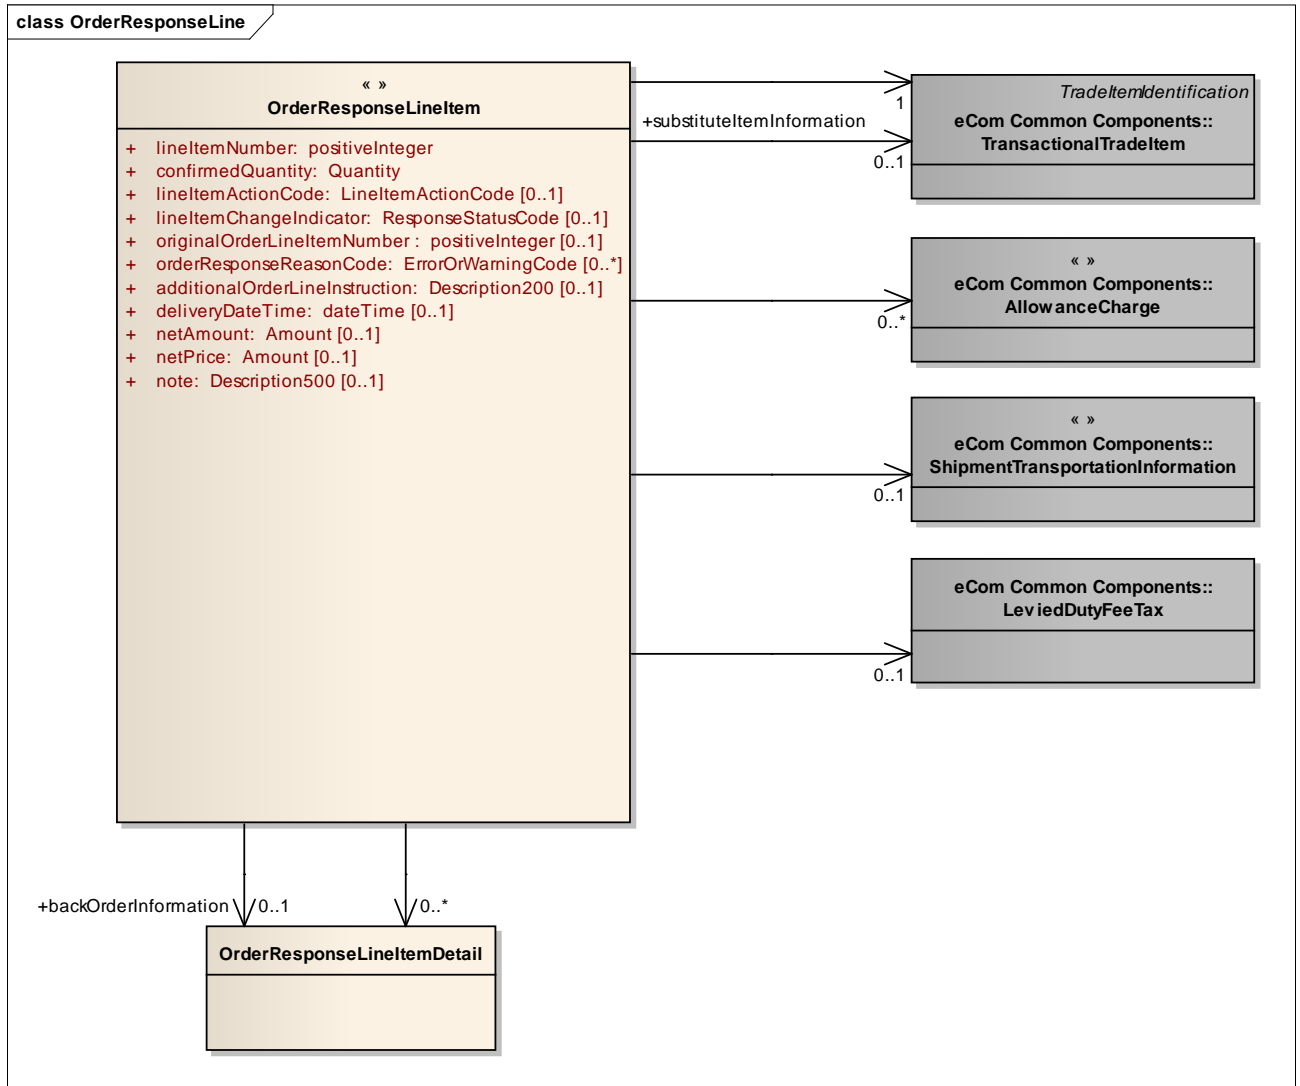 class OrderResponseLine
« »
OrderResponseLineItem
+ lineItemNumber: positiveInteger
+ confirmedQuantity: Quantity
+ lineItemActionCode: LineItemActionCode [0..1]
+ lineItemChangeIndicator: ResponseStatusCode [0..1]
+ originalOrderLineItemNumber : positiveInteger [0..1]
+ orderResponseReasonCode: ErrorOrWarningCode [0..*]
+ additionalOrderLineInstruction: Description200 [0..1]
+ deliveryDateTime: dateTime [0..1]
+ netAmount: Amount [0..1]
+ netPrice: Amount [0..1]
+ note: Description500 [0..1]
1
+substituteItemInformation
0..1
TradeItemIdentification
eCom Common Components::
TransactionalTradeItem
0..*
« »
eCom Common Components::
AllowanceCharge
0..1
« »
eCom Common Components::
ShipmentTransportationInformation
0..1
eCom Common Components::
LeviedDutyFeeTax
+backOrderInformation
0..1
0..*
OrderResponseLineItemDetail